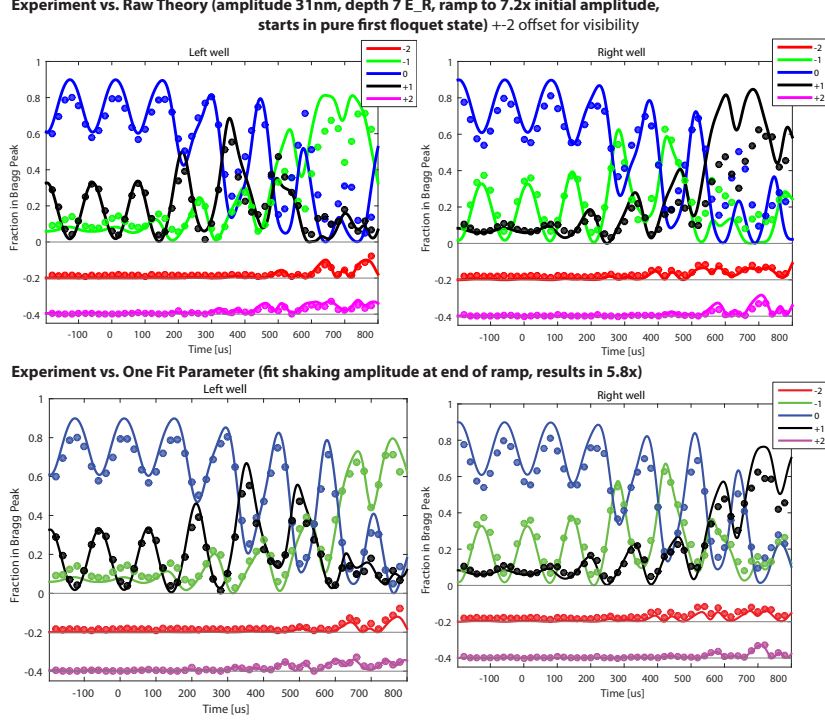 Experiment vs. Raw Theory (amplitude 31nm, depth 7 E_R, ramp to 7.2x initial amplitude,
starts in pure first floquet state) +-2 offset for visibility
Left well
1
0.8
0.6
0.4
0.2
0
-0.2
-0.4
Fraction in Bragg Peak
-100 0 100 200 300 400 500 600 700 800
Time [us]
-2
-1
0
+1
+2
Right well
1
0.8
0.6
0.4
0.2
0
-0.2
-0.4
Fraction in Bragg Peak
-100 0 100 200 300 400 500 600 700 800
Time [us]
-2
-1
0
+1
+2
Experiment vs. One Fit Parameter (fit shaking amplitude at end of ramp, results in 5.8x)
Left well
1
0.8
0.6
0.4
0.2
0
-0.2
-0.4
Fraction in Bragg Peak
-100 0 100 200 300 400 500 600 700 800
Time [us]
Right well
1
0.8
0.6
0.4
0.2
0
-0.2
-0.4
Fraction in Bragg Peak
-100 0 100 200 300 400 500 600 700 800
Time [us]
-2
-1
0
+1
+2